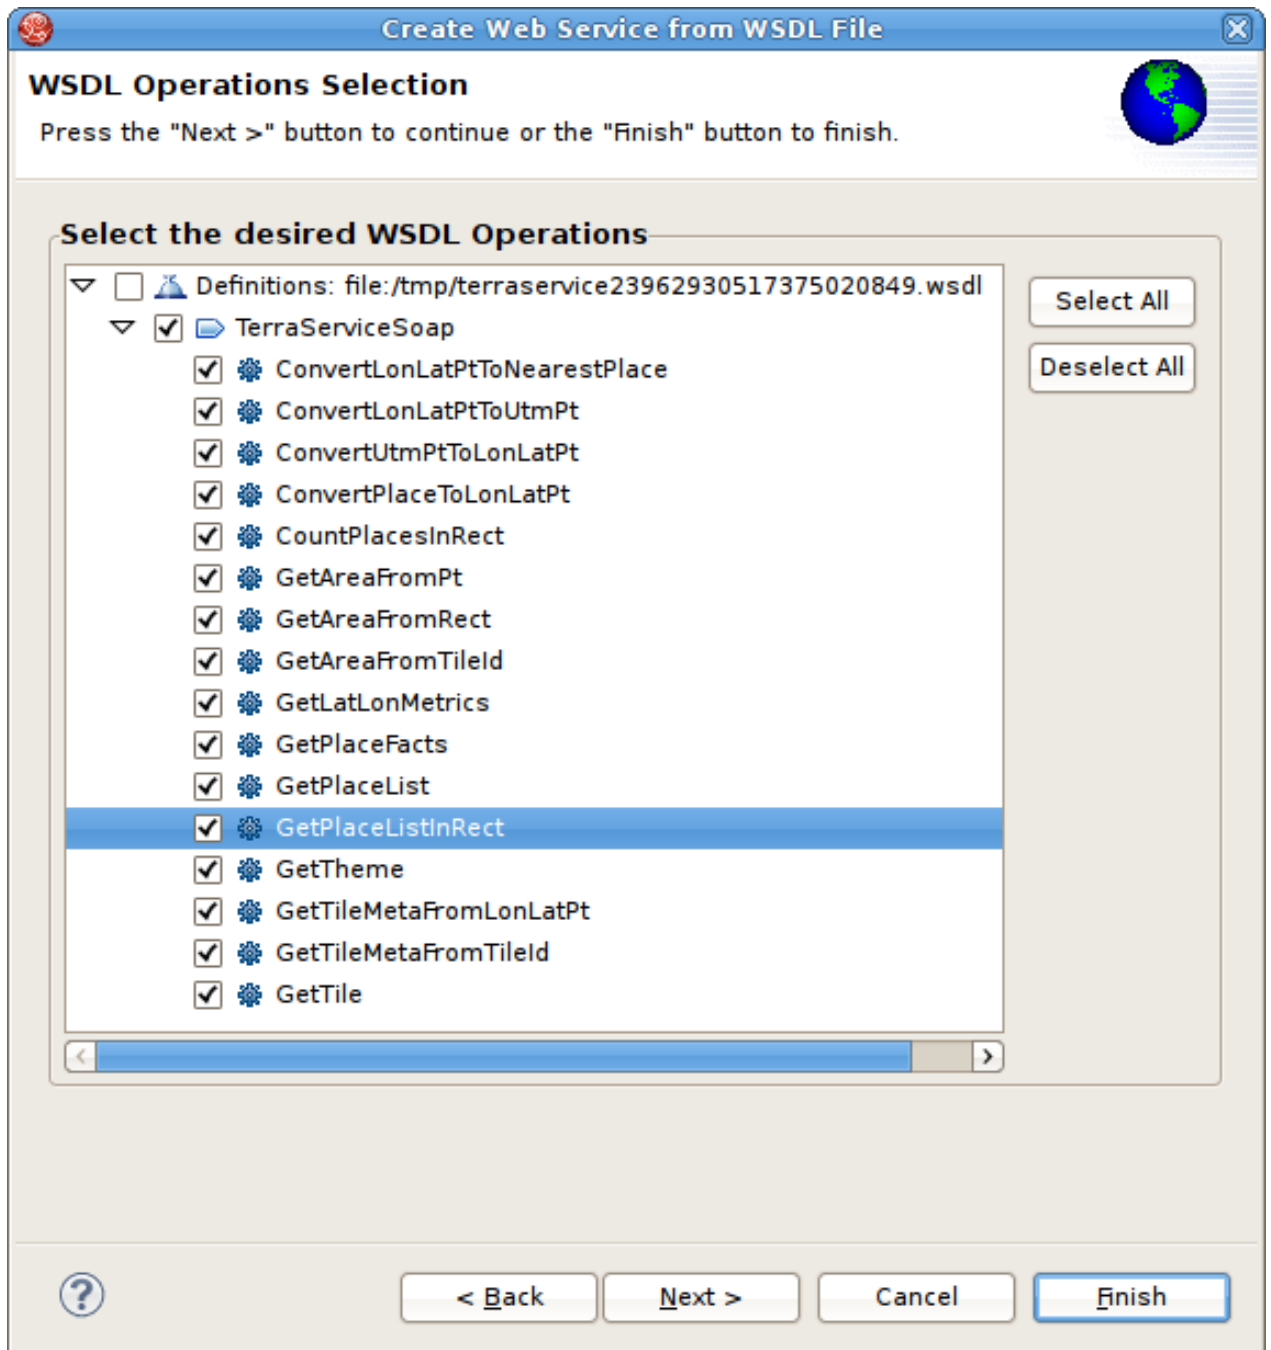 Create Web Service from WSDL File
WSDL Operations Selection
Press the "Next >" button to continue or the "Finish" button to finish.
Select the desired WSDL Operations
Definitions: file:/tmp/terraservice23962930517375020849.wsdl
Select All
TerraServiceSoap
ConvertLonLatPtToNearestPlace
Deselect All
ConvertLonLatPtToUtmPt
ConvertUtmPtToLonLatPt
ConvertPlaceToLonLatPt
CountPlacesInRect
GetAreaFromPt
GetAreaFromRect
GetAreaFromTileId
GetLatLonMetrics
GetPlaceFacts
GetPlaceList
GetPlaceListInRect
GetTheme
GetTileMetaFromLonLatPt
GetTileMetaFromTileId
GetTile
? < Back Next > Cancel Finish